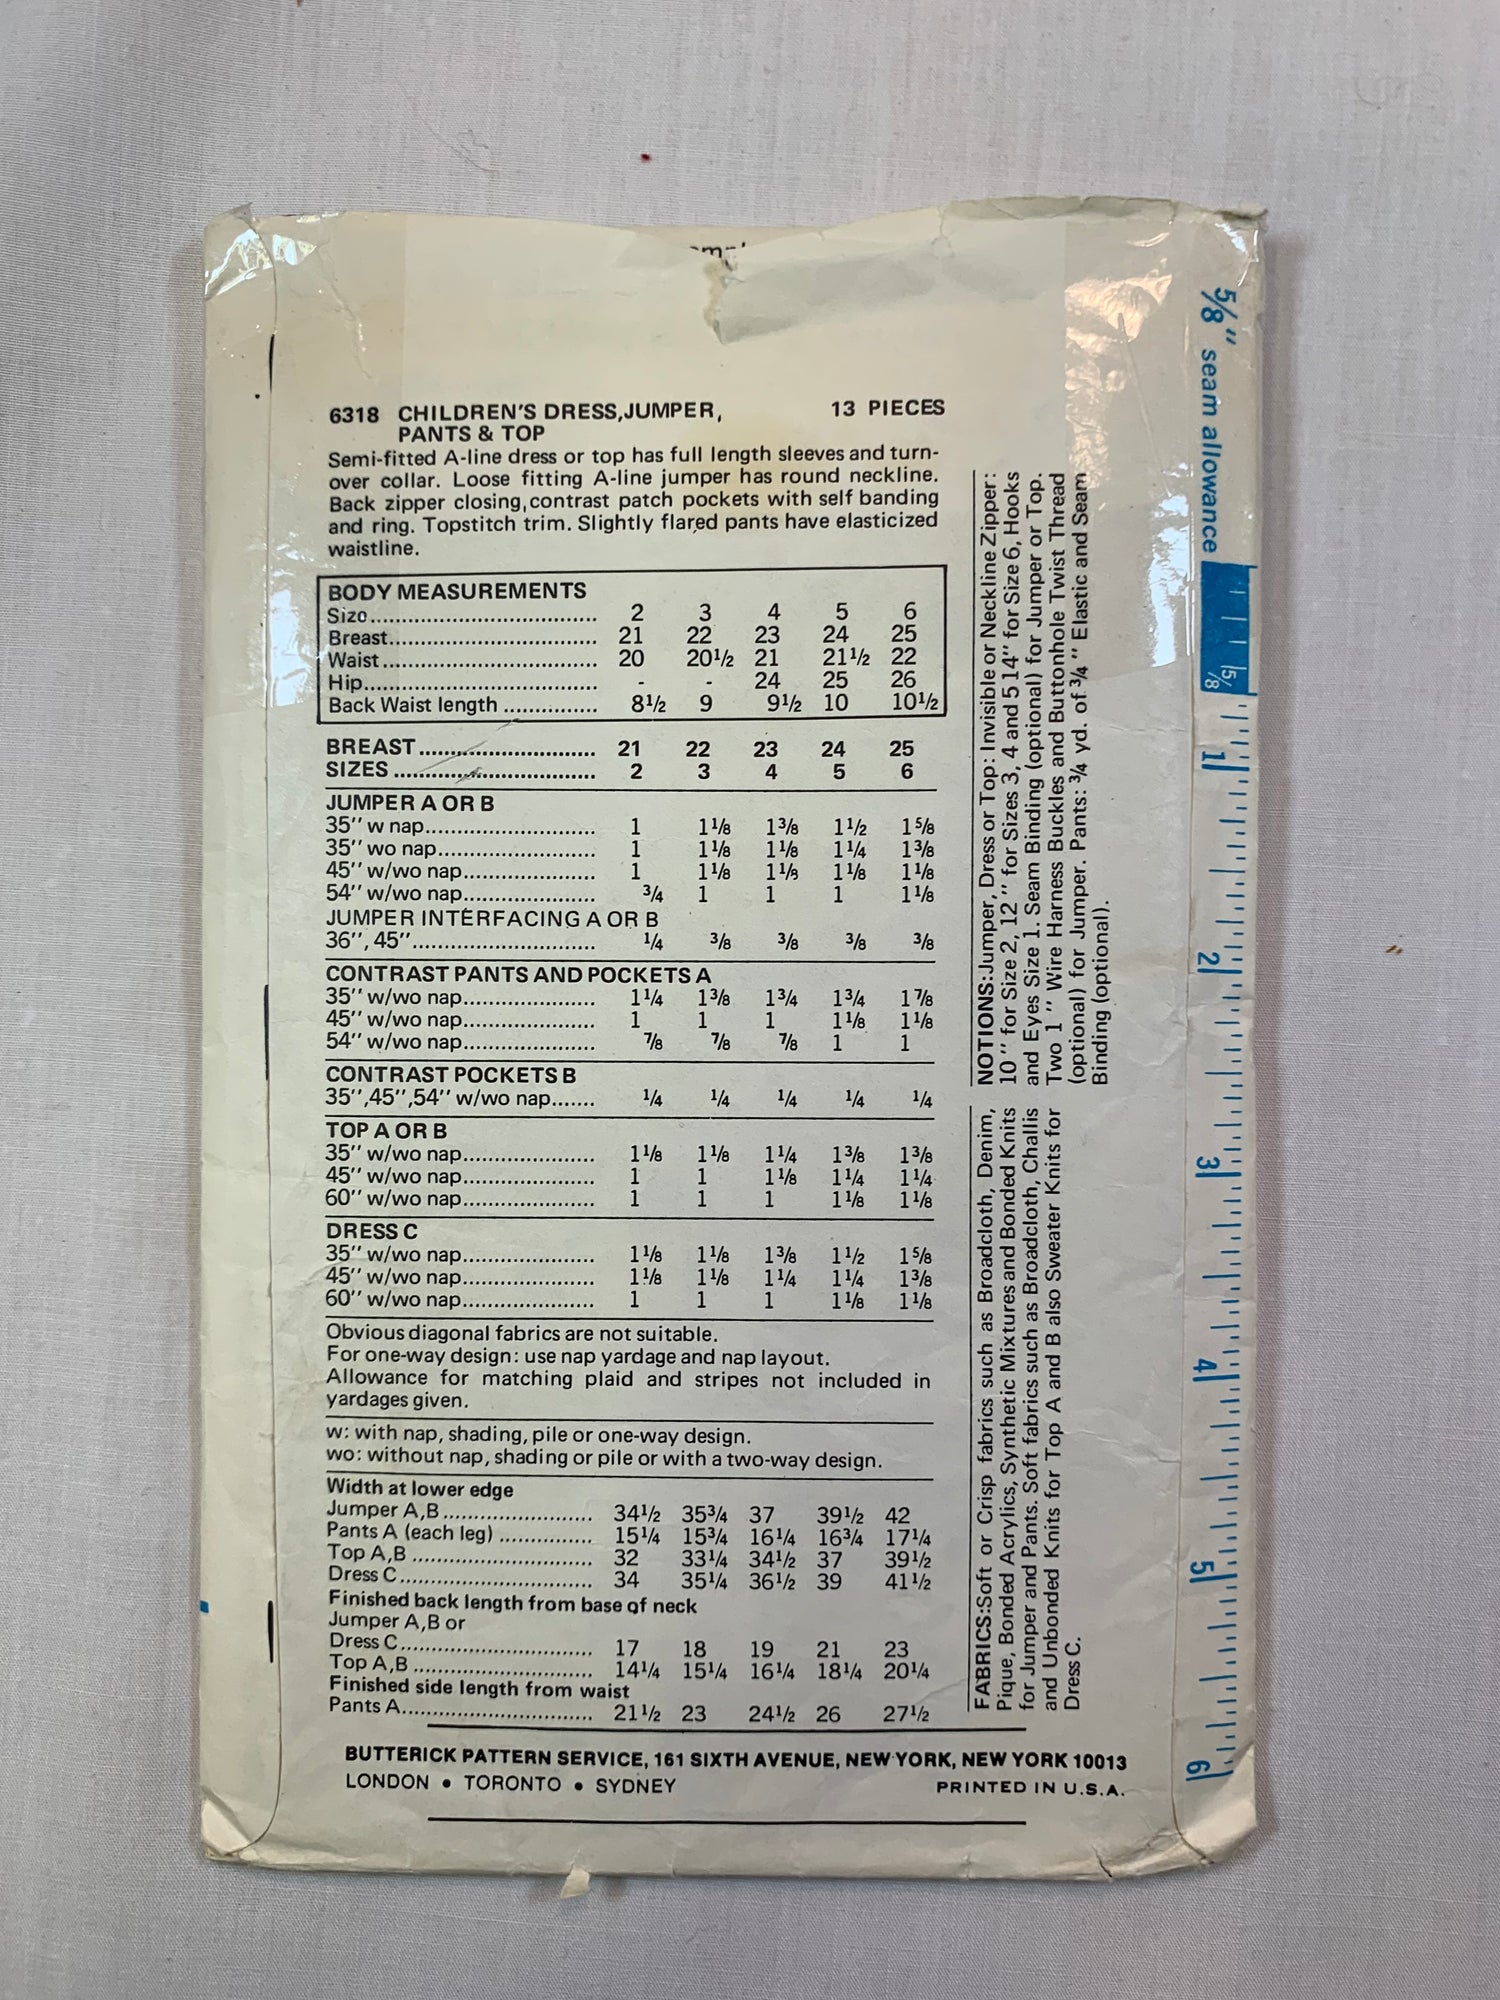 6318 CHILDREN'S DRESS,JUMPER, 13 PIECES
PANTS & TOP
Semi-fitted A-line dress or top has full length sleeves and turn-
over collar. Loose fitting A-line jumper has round neckline.
Back zipper closing, contrast patch pockets with self banding
and ring. Topstitch trim. Slightly flared pants have elasticized
waistline.
BODY MEASUREMENTS
Size 2 3 4 5 6
Breast 21 22 23 24 25
Waist 20 20½ 21 21½ 22
Hip - - 24 25 26
Back Waist length 8½ 9 9½ 10 10½
BREAST 21 22 23 24 25
SIZES 2 3 4 5 6
JUMPER A OR B
35'' w nap 1 1⅛ 1⅜ 1½ 1⅝
35'' wo nap 1 1⅛ 1⅛ 1¼ 1⅜
45'' w/wo nap 1 1⅛ 1⅛ 1⅛ 1⅛
54'' w/wo nap ¾ 1 1 1 1⅛
JUMPER INTERFACING A OR B
36'', 45'' ¼ ⅜ ⅜ ⅜ ⅜
CONTRAST PANTS AND POCKETS A
35'' w/wo nap 1¼ 1⅜ 1¾ 1¾ 1⅞
45'' w/wo nap 1 1 1 1⅛ 1⅛
54'' w/wo nap ⅞ ⅞ ⅞ 1 1
CONTRAST POCKETS B
35'',45'',54'' w/wo nap ¼ ¼ ¼ ¼ ¼
TOP A OR B
35'' w/wo nap 1⅛ 1⅛ 1¼ 1⅜ 1⅜
45'' w/wo nap 1 1 1⅛ 1¼ 1¼
60'' w/wo nap 1 1 1 1⅛ 1⅛
DRESS C
35'' w/wo nap 1⅛ 1⅛ 1⅜ 1½ 1⅝
45'' w/wo nap 1⅛ 1⅛ 1¼ 1¼ 1⅜
60'' w/wo nap 1 1 1 1⅛ 1⅛
Obvious diagonal fabrics are not suitable.
For one-way design: use nap yardage and nap layout.
Allowance for matching plaid and stripes not included in
yardages given.
w: with nap, shading, pile or one-way design.
wo: without nap, shading or pile or with a two-way design.
Width at lower edge
Jumper A,B 34½ 35¾ 37 39½ 42
Pants A (each leg) 15¼ 15¾ 16¼ 16¾ 17¼
Top A,B 32 33¼ 34½ 37 39½
Dress C 34 35¼ 36½ 39 41½
Finished back length from base of neck
Jumper A,B or
Dress C 17 18 19 21 23
Top A,B 14¼ 15¼ 16¼ 18¼ 20¼
Finished side length from waist
Pants A 21½ 23 24½ 26 27½
BUTTERICK PATTERN SERVICE, 161 SIXTH AVENUE, NEW YORK, NEW YORK 10013
LONDON • TORONTO • SYDNEY PRINTED IN U.S.A.
NOTIONS:Jumper, Dress or Top: Invisible or Neckline Zipper:
10 '' for Size 2, 12 '' for Sizes 3, 4 and 5 14'' for Size 6, Hooks
and Eyes Size 1. Seam Binding (optional) for Jumper or Top.
Two 1 '' Wire Harness Buckles and Buttonhole Twist Thread
(optional) for Jumper. Pants: ¾ yd. of ¾ '' Elastic and Seam
Binding (optional).
FABRICS:Soft or Crisp fabrics such as Broadcloth, Denim,
Pique, Bonded Acrylics, Synthetic Mixtures and Bonded Knits
for Jumper and Pants. Soft fabrics such as Broadcloth, Challis
and Unbonded Knits for Top A and B also Sweater Knits for
Dress C.
5/8'' seam allowance
5/8
1
2
3
4
5
6